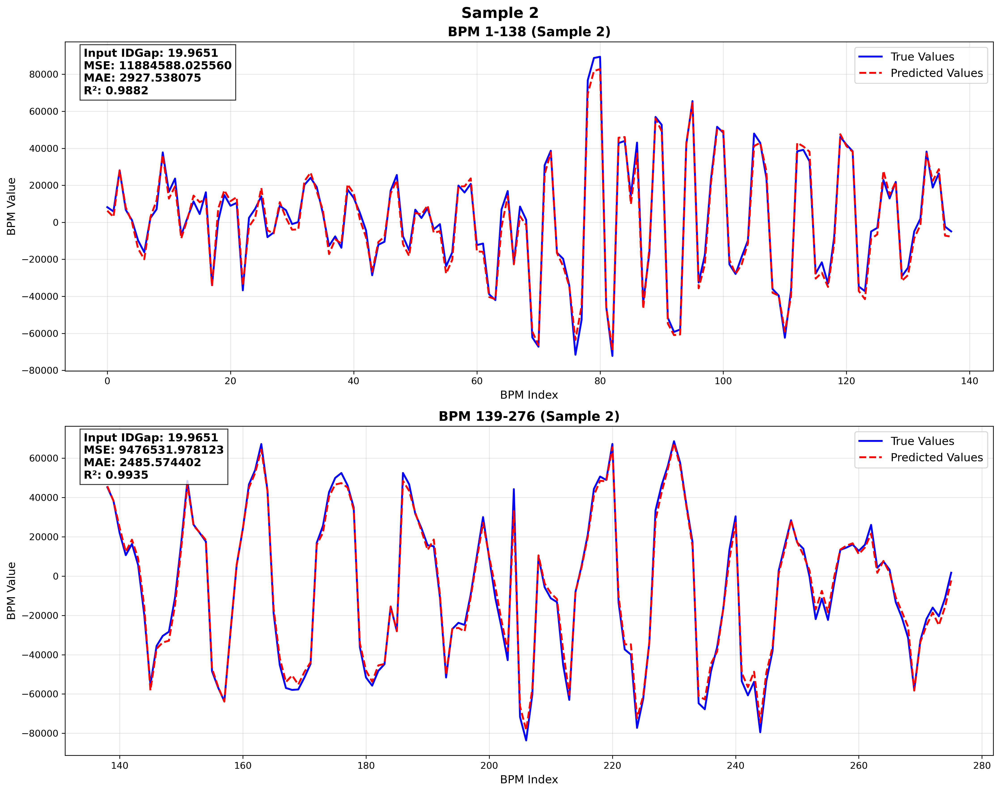 Sample 2
BPM 1-138 (Sample 2)
Input IDGap: 19.9651
MSE: 11884588.025560
MAE: 2927.538075
R²: 0.9882
True Values
Predicted Values
BPM Value
80000
60000
40000
20000
0
−20000
−40000
−60000
−80000
0 20 40 60 80 100 120 140
BPM Index
BPM 139-276 (Sample 2)
Input IDGap: 19.9651
MSE: 9476531.978123
MAE: 2485.574402
R²: 0.9935
True Values
Predicted Values
BPM Value
60000
40000
20000
0
−20000
−40000
−60000
−80000
140 160 180 200 220 240 260 280
BPM Index